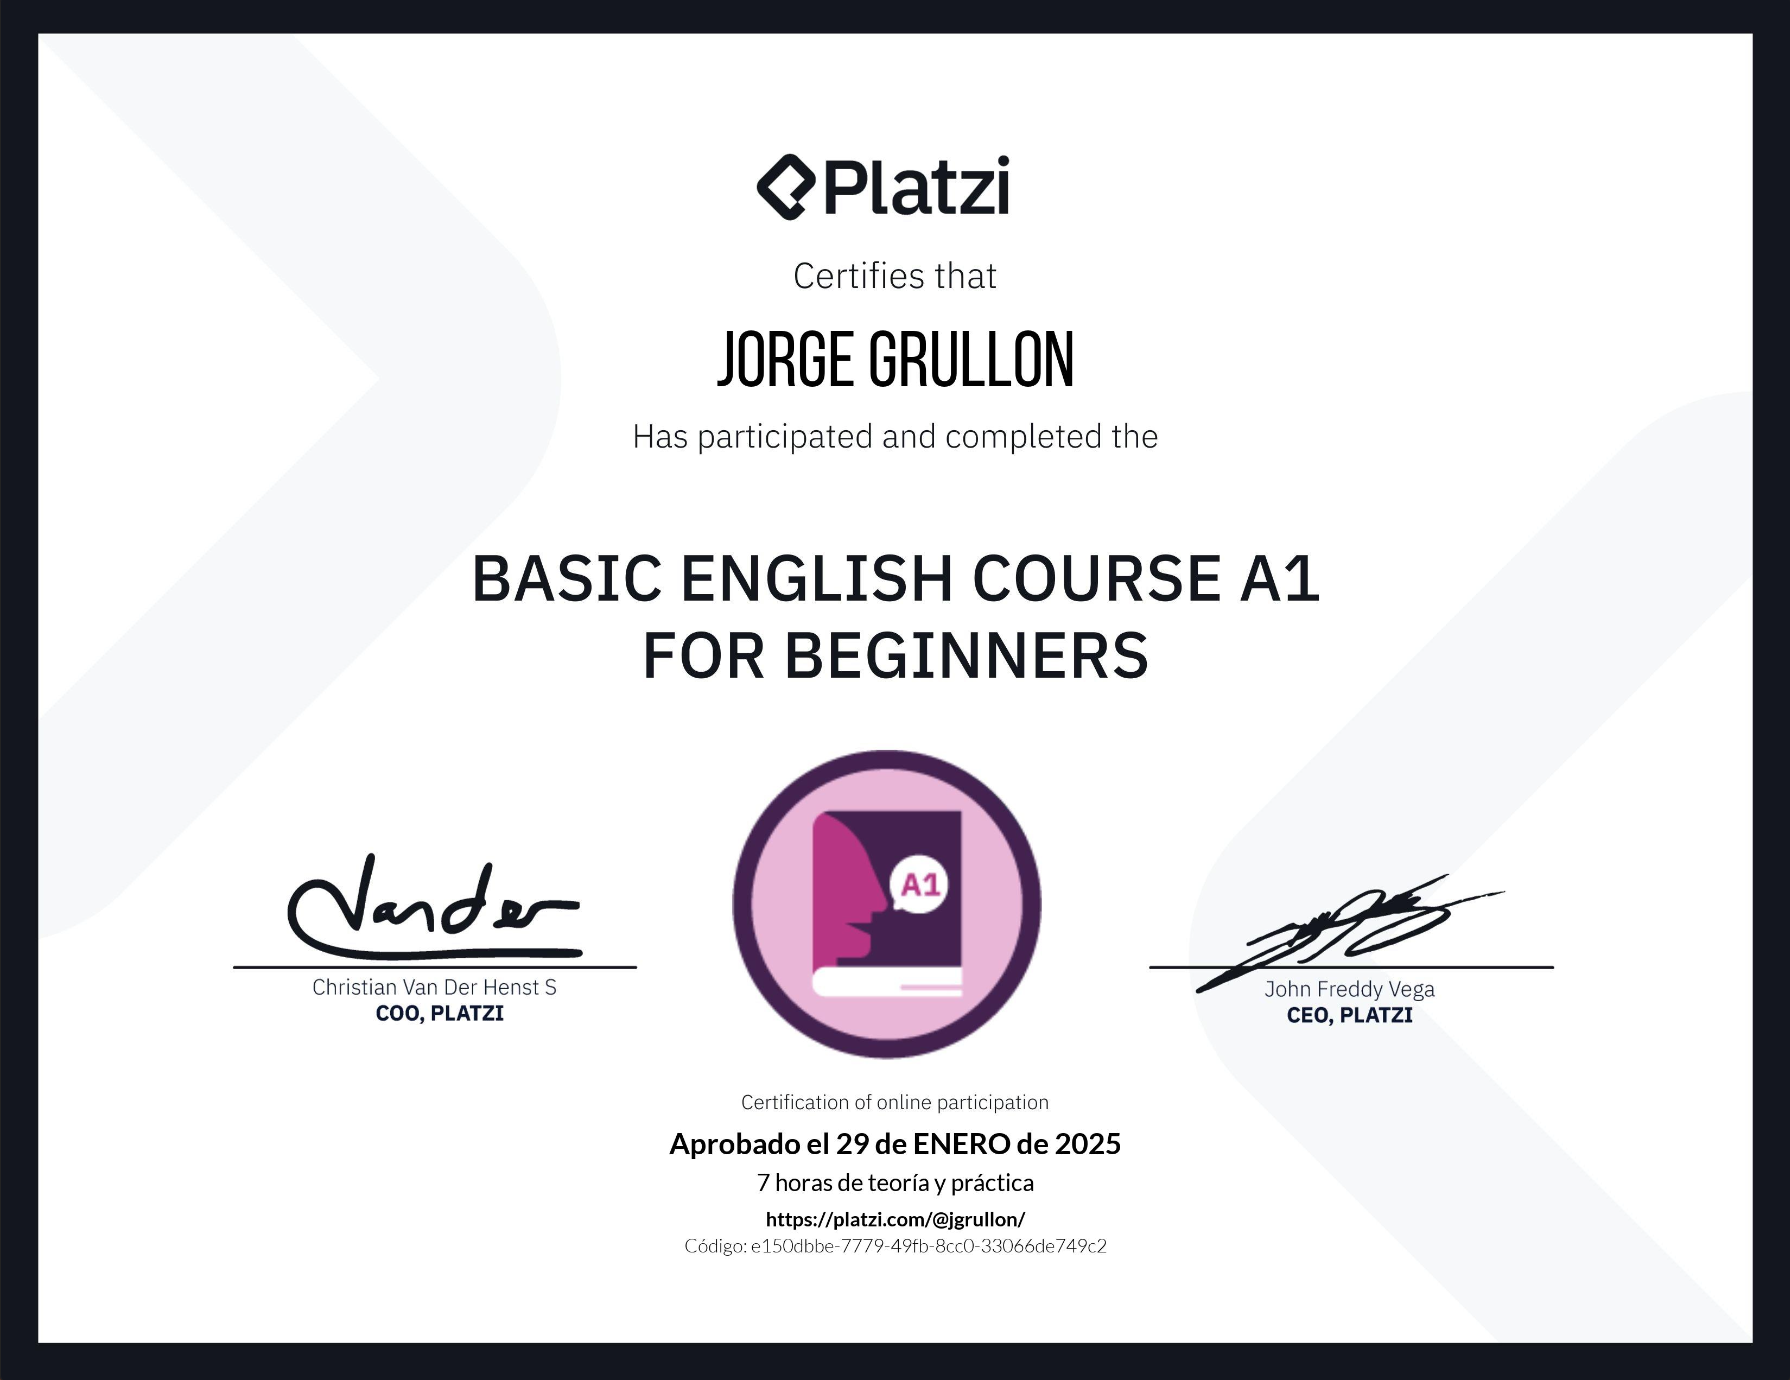 Platzi
Certifies that
JORGE GRULLON
Has participated and completed the
BASIC ENGLISH COURSE A1
FOR BEGINNERS
A1
Vander
Christian Van Der Henst S
COO, PLATZI
John Freddy Vega
CEO, PLATZI
Certification of online participation
Aprobado el 29 de ENERO de 2025
7 horas de teoría y práctica
https://platzi.com/@jgrullon/
Código: e150dbbe-7779-49fb-8cc0-33066de749c2